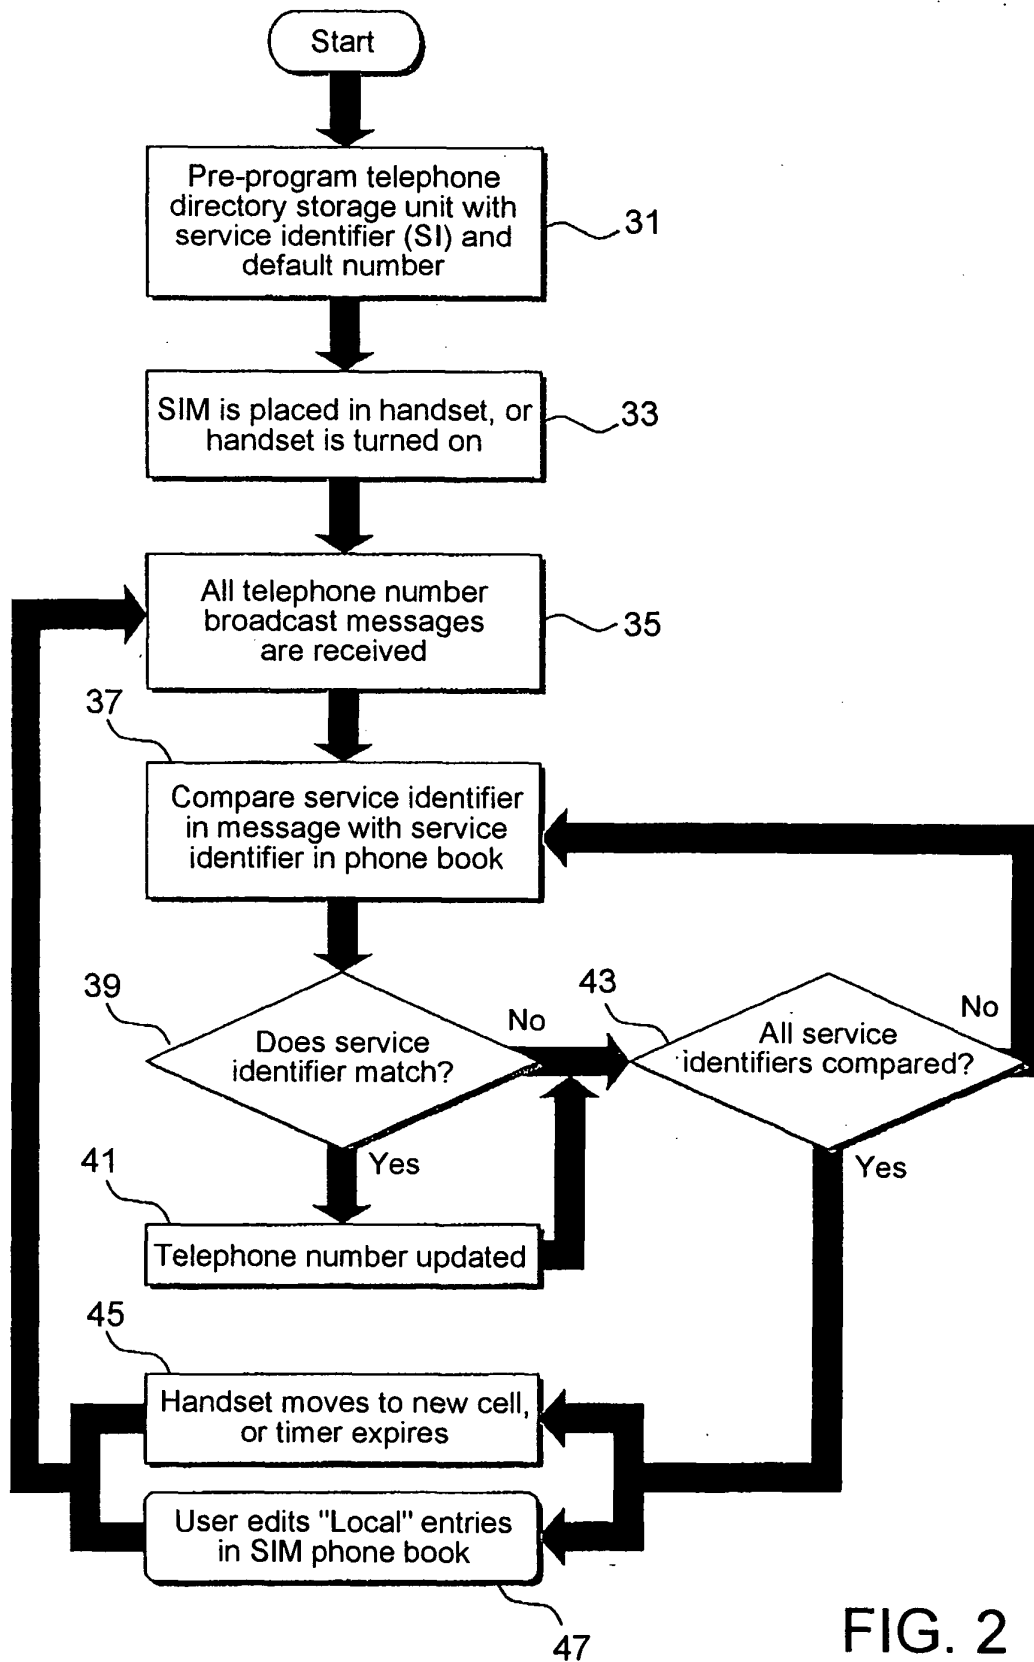 Start
Pre-program telephone
directory storage unit with
service identifier (SI) and
default number
31
SIM is placed in handset, or
handset is turned on
33
All telephone number
broadcast messages
are received
35
37
Compare service identifier
in message with service
identifier in phone book
39
Does service
identifier match?
No
43
All service
identifiers compared?
No
Yes
Yes
41
Telephone number updated
45
Handset moves to new cell,
or timer expires
User edits "Local" entries
in SIM phone book
47
FIG. 2